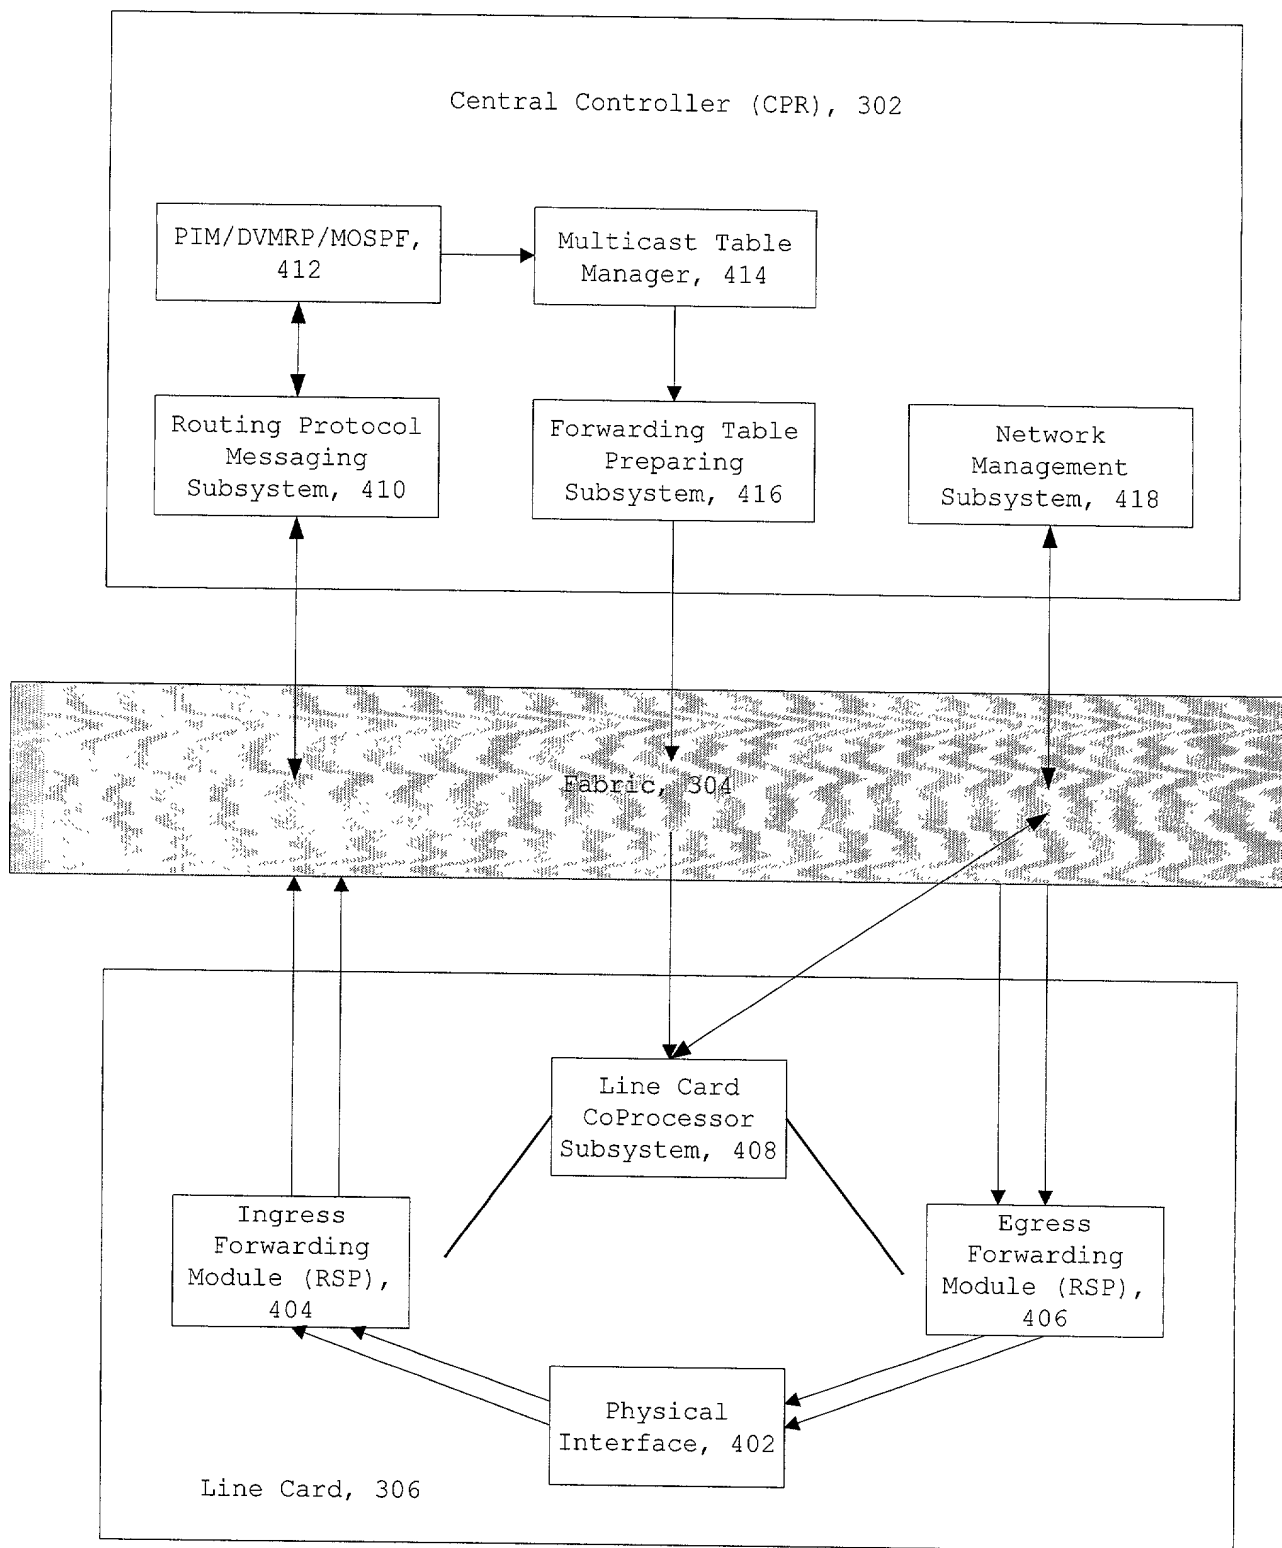 Central Controller (CPR), 302
PIM/DVMRP/MOSPF,
412
Multicast Table
Manager, 414
Routing Protocol
Messaging
Subsystem, 410
Forwarding Table
Preparing
Subsystem, 416
Network
Management
Subsystem, 418
Fabric, 304
Line Card
CoProcessor
Subsystem, 408
Ingress
Forwarding
Module (RSP),
404
Egress
Forwarding
Module (RSP),
406
Physical
Interface, 402
Line Card, 306